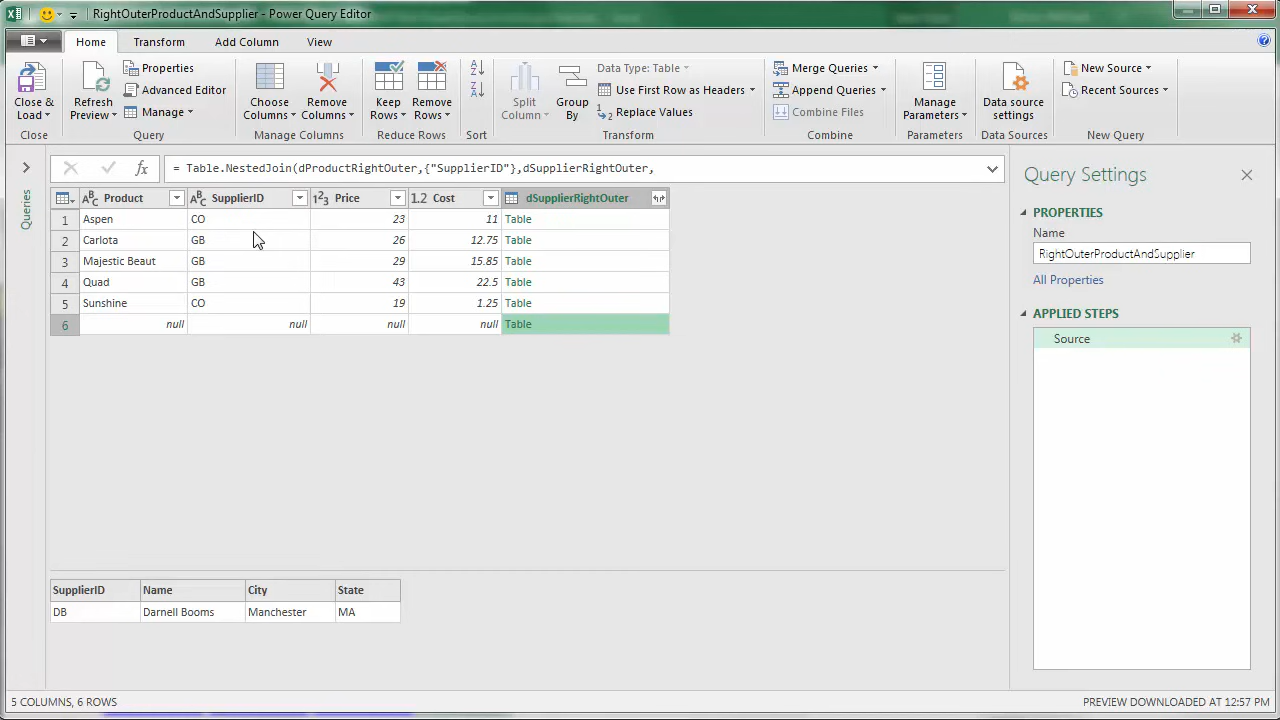 RightOuterProductAndSupplier - Power Query Editor
Home Transform Add Column View
Close & Load
Close
Refresh Preview
Properties
Advanced Editor
Manage
Query
Choose Columns
Remove Columns
Manage Columns
Keep Rows
Remove Rows
Reduce Rows
Sort
Split Column
Group By
Data Type: Table
Use First Row as Headers
Replace Values
Transform
Merge Queries
Append Queries
Combine Files
Combine
Manage Parameters
Parameters
Data source settings
Data Sources
New Source
Recent Sources
New Query
Queries
= Table.NestedJoin(dProductRightOuter,{"SupplierID"},dSupplierRightOuter,
Product SupplierID Price Cost dSupplierRightOuter
1 Aspen CO 23 11 Table
2 Carlota GB 26 12.75 Table
3 Majestic Beaut GB 29 15.85 Table
4 Quad GB 43 22.5 Table
5 Sunshine CO 19 1.25 Table
6 null null null null Table
SupplierID Name City State
DB Darnell Booms Manchester MA
Query Settings
PROPERTIES
Name
RightOuterProductAndSupplier
All Properties
APPLIED STEPS
Source
5 COLUMNS, 6 ROWS
PREVIEW DOWNLOADED AT 12:57 PM